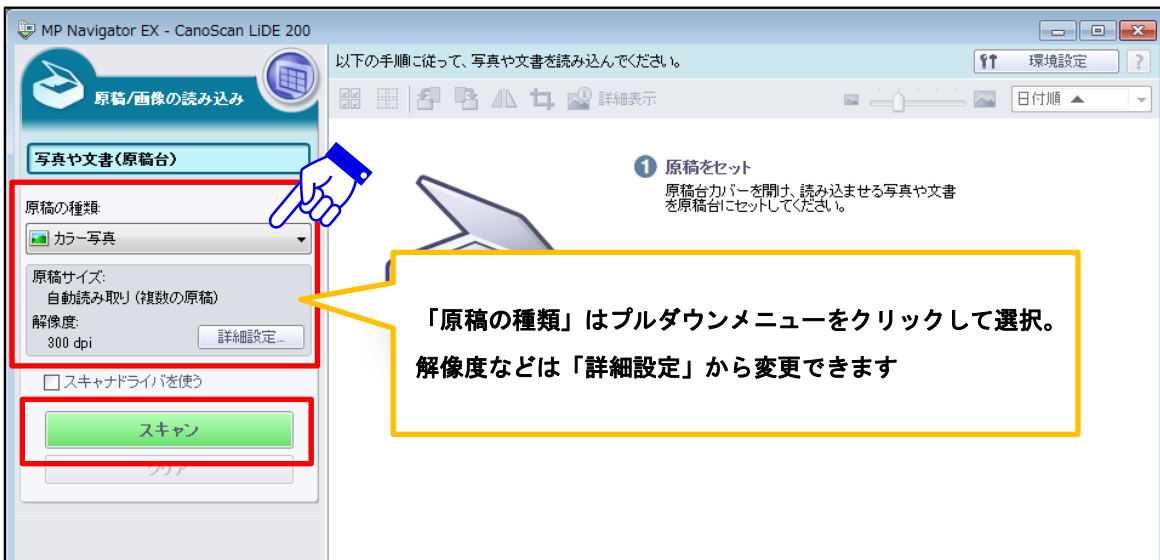 MP Navigator EX - CanoScan LiDE 200
原稿/画像の読み込み
以下の手順に従って、写真や文書を読み込んでください。
環境設定
?
詳細表示
日付順 ▲
写真や文書(原稿台)
原稿の種類:
カラー写真
原稿サイズ:
自動読み取り (複数の原稿)
解像度:
300 dpi
詳細設定...
スキャナドライバを使う
スキャン
クリア
1 原稿をセット
原稿台カバーを開け、読み込ませる写真や文書
を原稿台にセットしてください。
「原稿の種類」はプルダウンメニューをクリックして選択。
解像度などは「詳細設定」から変更できます